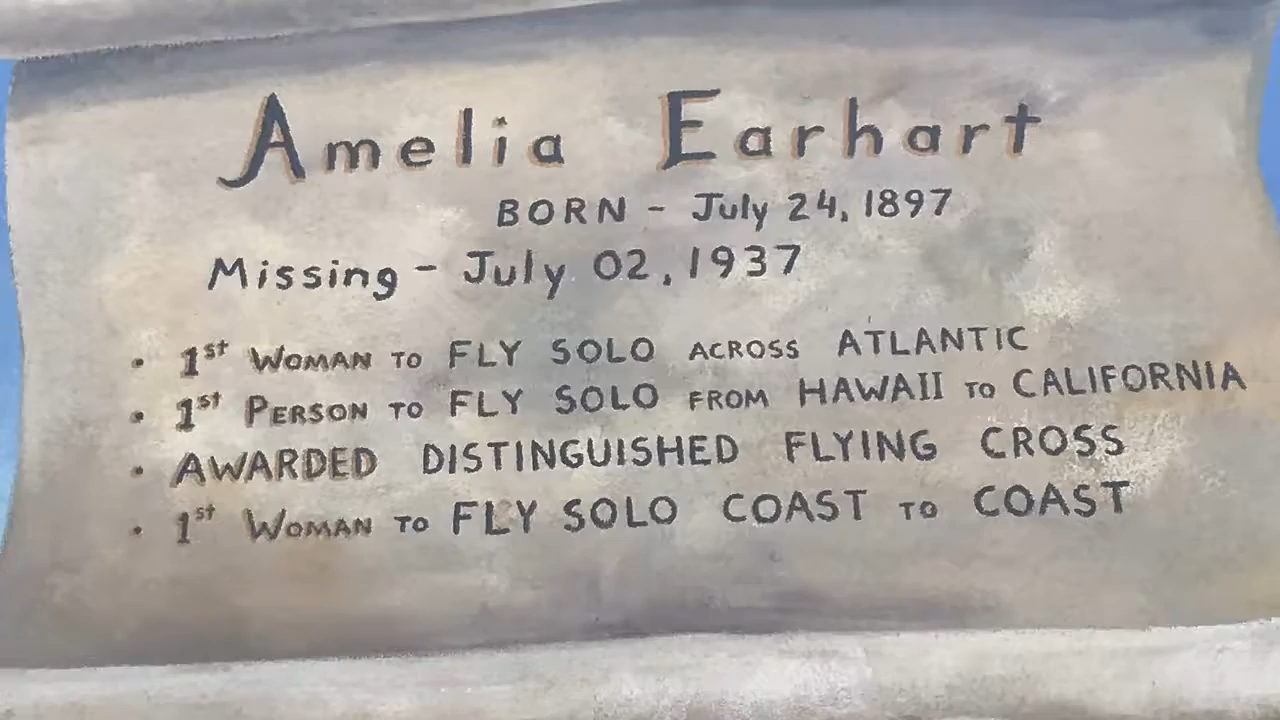 Amelia Earhart
BORN - July 24, 1897
Missing - July 02, 1937
• 1st WOMAN TO FLY SOLO ACROSS ATLANTIC
• 1st PERSON TO FLY SOLO FROM HAWAII TO CALIFORNIA
• AWARDED DISTINGUISHED FLYING CROSS
• 1st WOMAN TO FLY SOLO COAST TO COAST